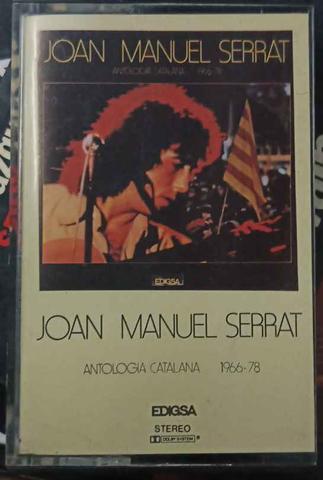 JOAN MANUEL SERRAT
ANTOLOGIA CATALANA 1966-78
EDIGSA
JOAN MANUEL SERRAT
ANTOLOGIA CATALANA 1966-78
EDIGSA
STEREO
DOLBY SYSTEM ®